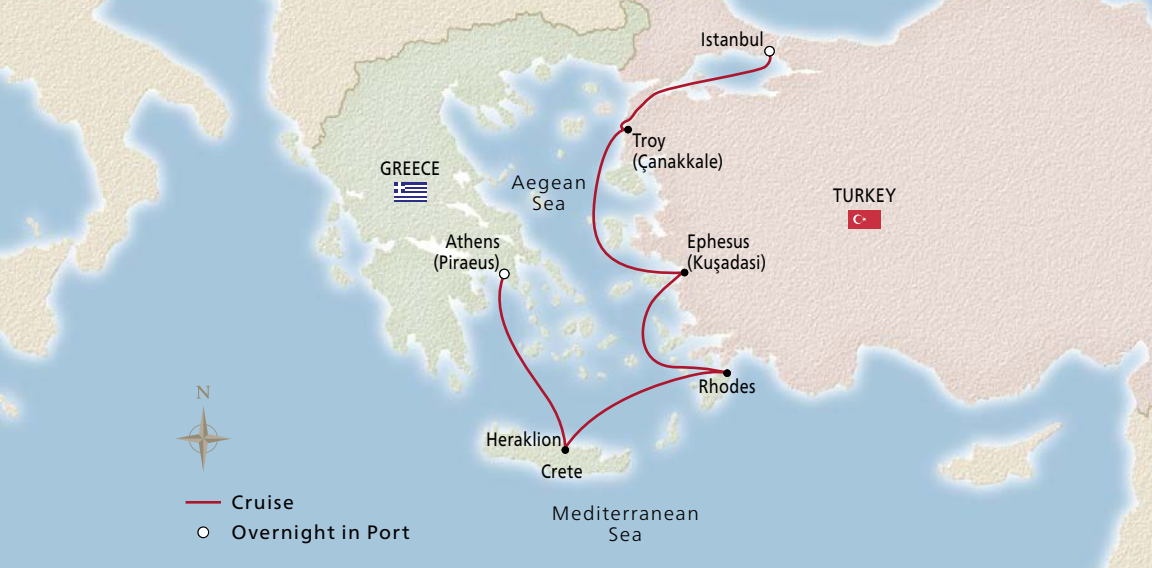 Istanbul
Troy
(Çanakkale)
GREECE
Aegean
Sea
TURKEY
Athens
(Piraeus)
Ephesus
(Kuşadasi)
Rhodes
N
Heraklion
Crete
Cruise
Overnight in Port
Mediterranean
Sea